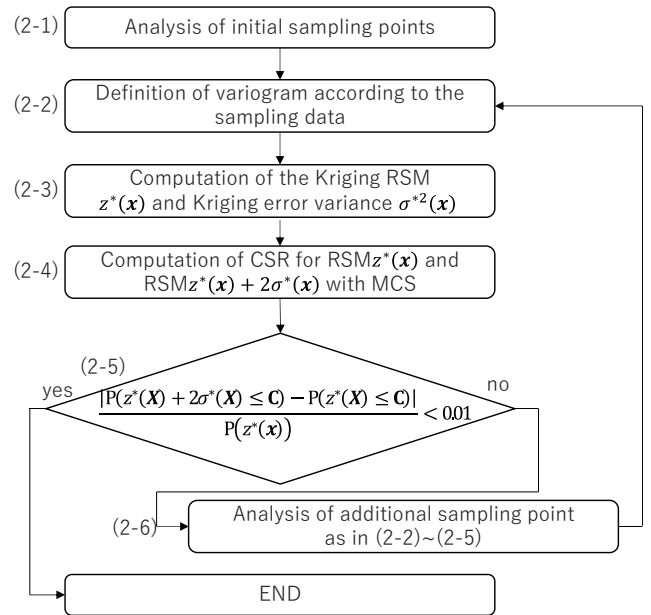 (2-1) Analysis of initial sampling points
(2-2) Definition of variogram according to the
sampling data
(2-3) Computation of the Kriging RSM
z*(x) and Kriging error variance σ*²(x)
(2-4) Computation of CSR for RSMz*(x) and
RSMz*(x) + 2σ*(x) with MCS
(2-5)
yes
no
|P(z*(X) + 2σ*(X) ≤ C) − P(z*(X) ≤ C)|
P(z*(x))
< 0.01
(2-6) Analysis of additional sampling point
as in (2-2)~(2-5)
END